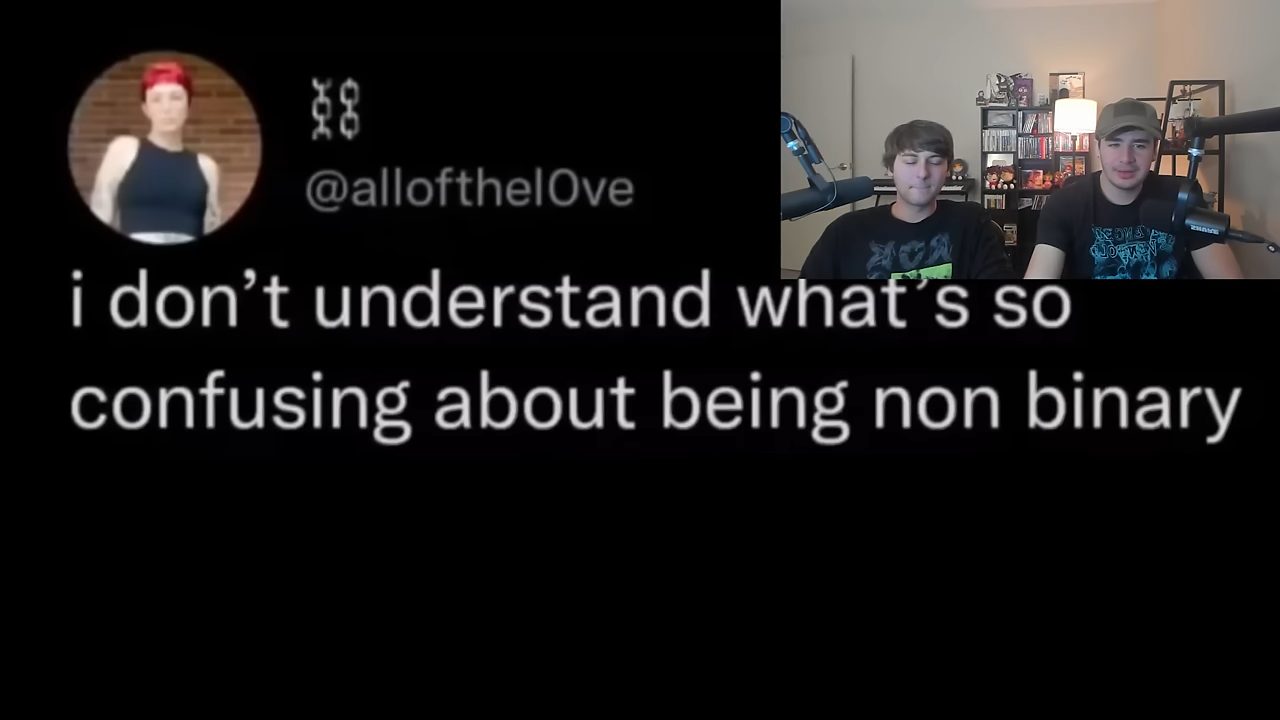 @allofthel0ve
i don't understand what's so
confusing about being non binary